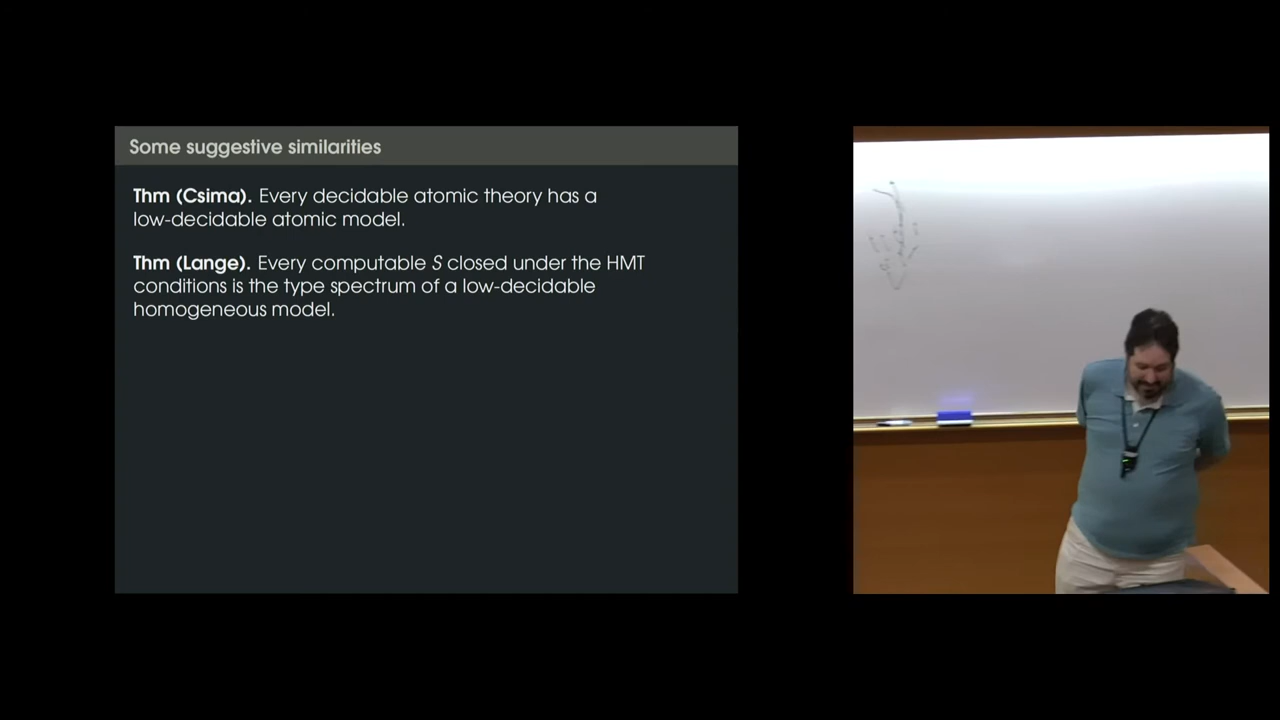 Some suggestive similarities
Thm (Csima). Every decidable atomic theory has a
low-decidable atomic model.
Thm (Lange). Every computable S closed under the HMT
conditions is the type spectrum of a low-decidable
homogeneous model.